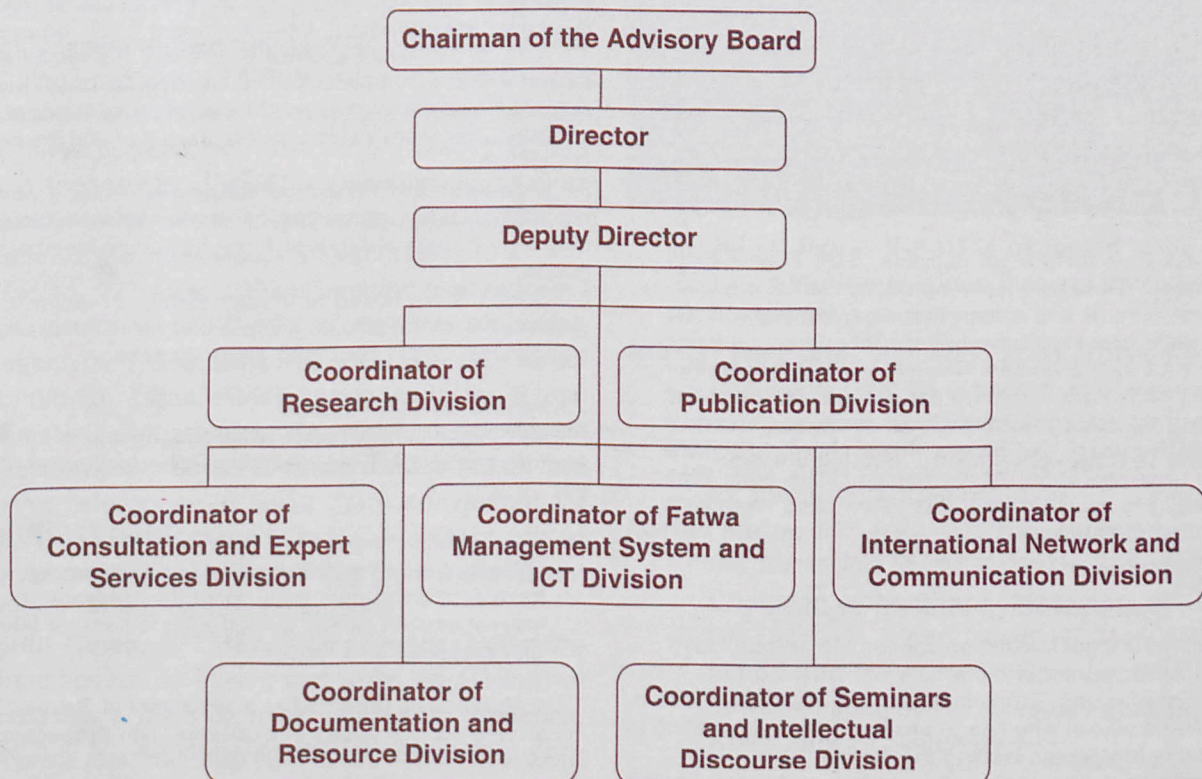 Chairman of the Advisory Board
Director
Deputy Director
Coordinator of
Research Division
Coordinator of
Publication Division
Coordinator of
Consultation and Expert
Services Division
Coordinator of Fatwa
Management System and
ICT Division
Coordinator of
International Network and
Communication Division
Coordinator of
Documentation and
Resource Division
Coordinator of Seminars
and Intellectual
Discourse Division